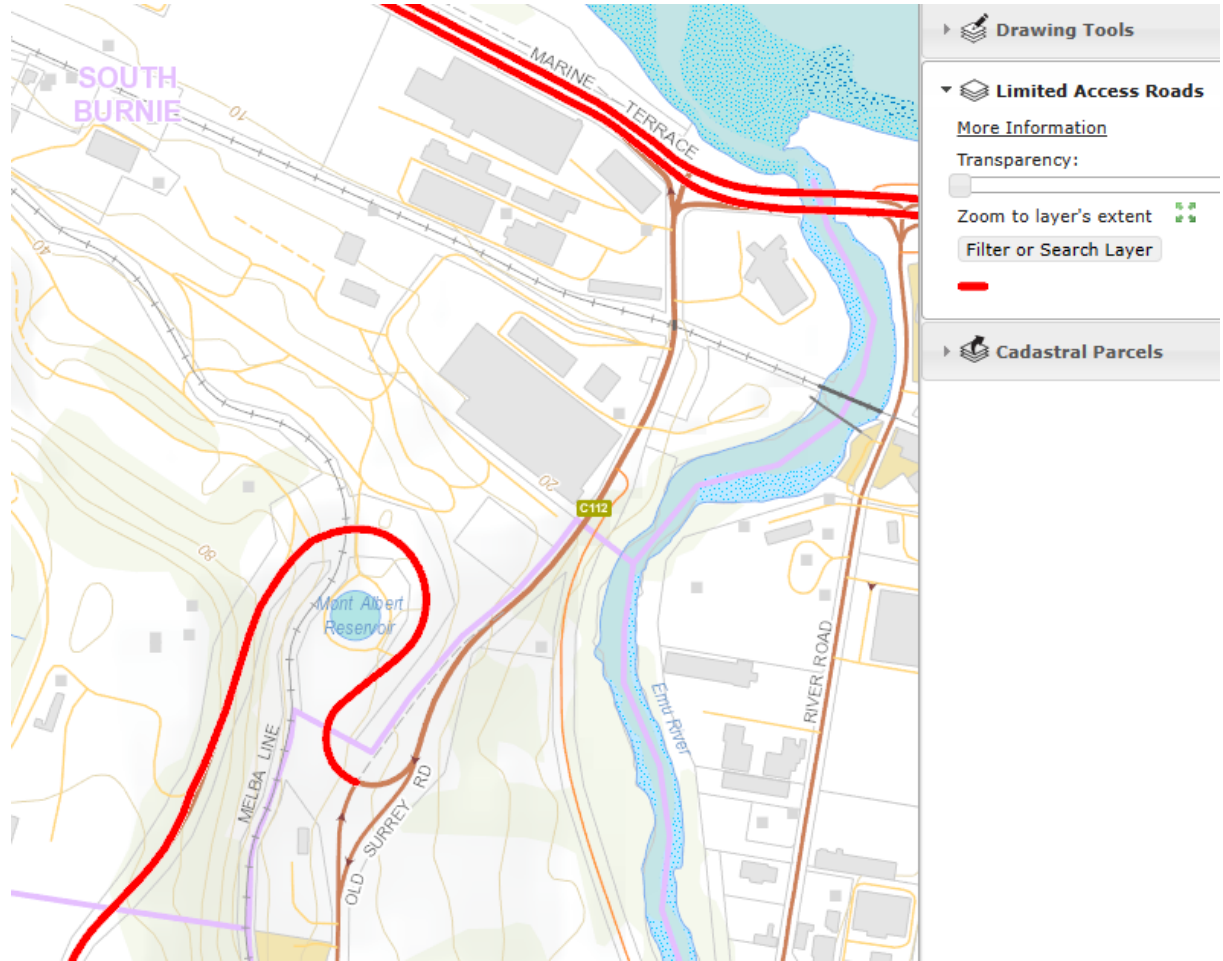 SOUTH
BURNIE
10
MARINE TERRACE
40
20
C112
80
Mont Albert
Reservoir
Emu River
RIVER ROAD
MELBA LINE
OLD SURREY RD
Drawing Tools
Limited Access Roads
More Information
Transparency:
Zoom to layer's extent
Filter or Search Layer
Cadastral Parcels